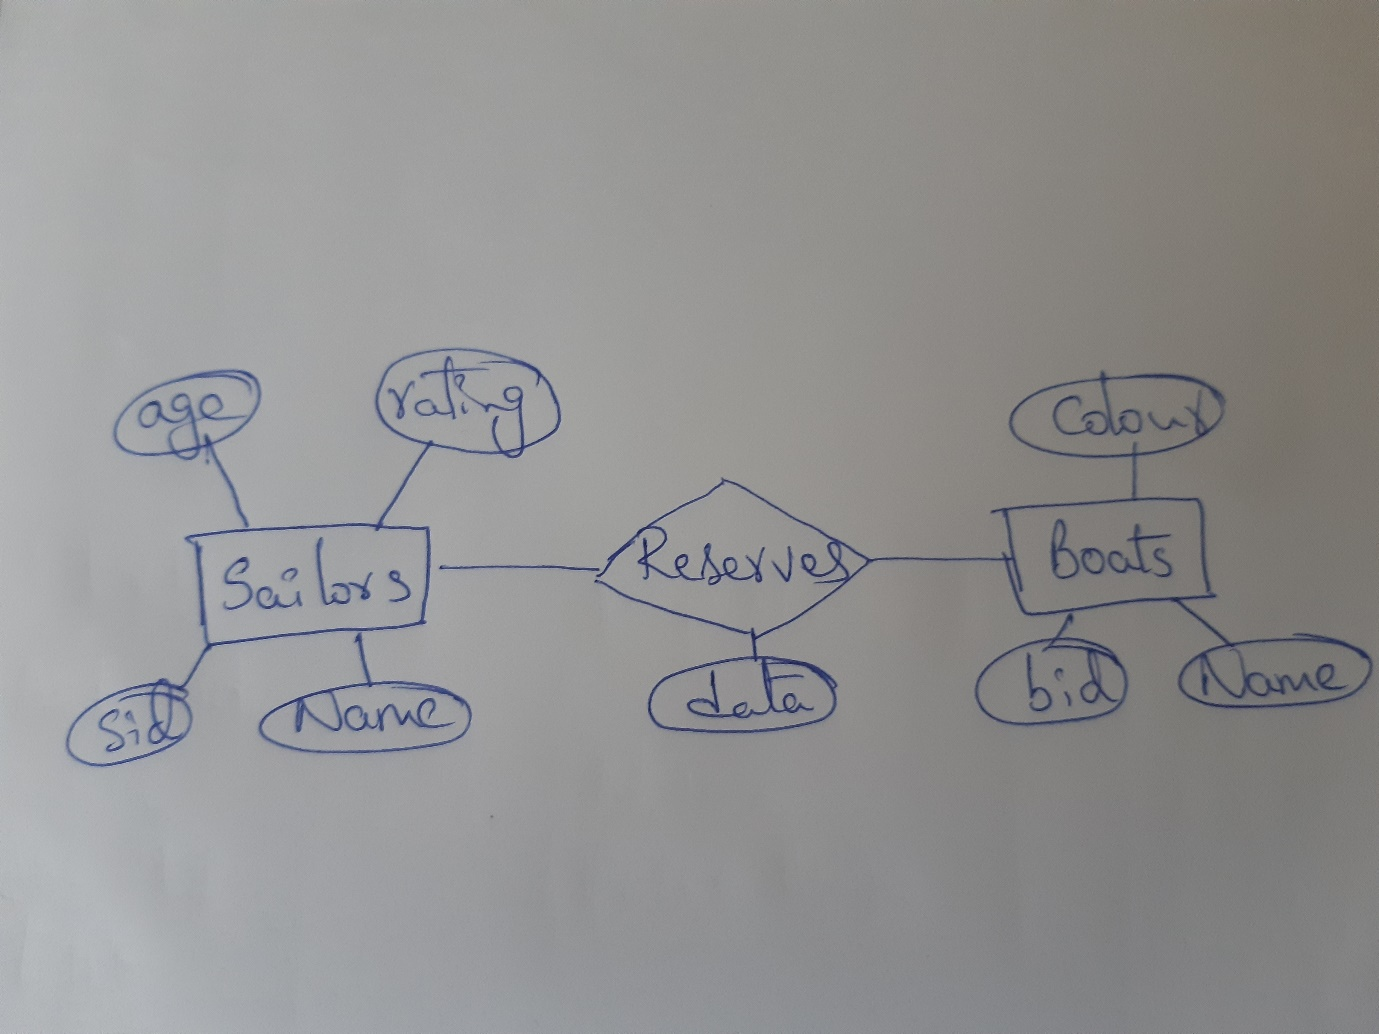 age
rating
Colour
Sailors
Reserves
Boats
sid
Name
data
bid
Name